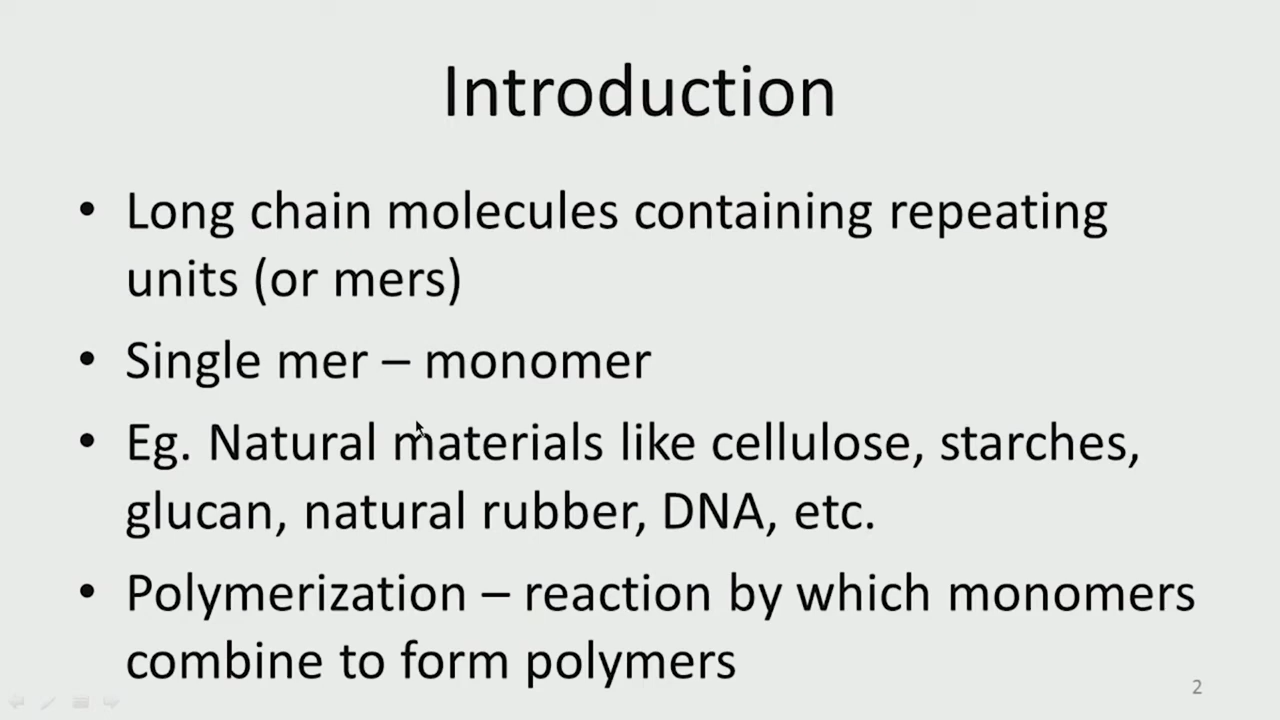 Introduction
• Long chain molecules containing repeating
units (or mers)
• Single mer – monomer
• Eg. Natural materials like cellulose, starches,
glucan, natural rubber, DNA, etc.
• Polymerization – reaction by which monomers
combine to form polymers
2